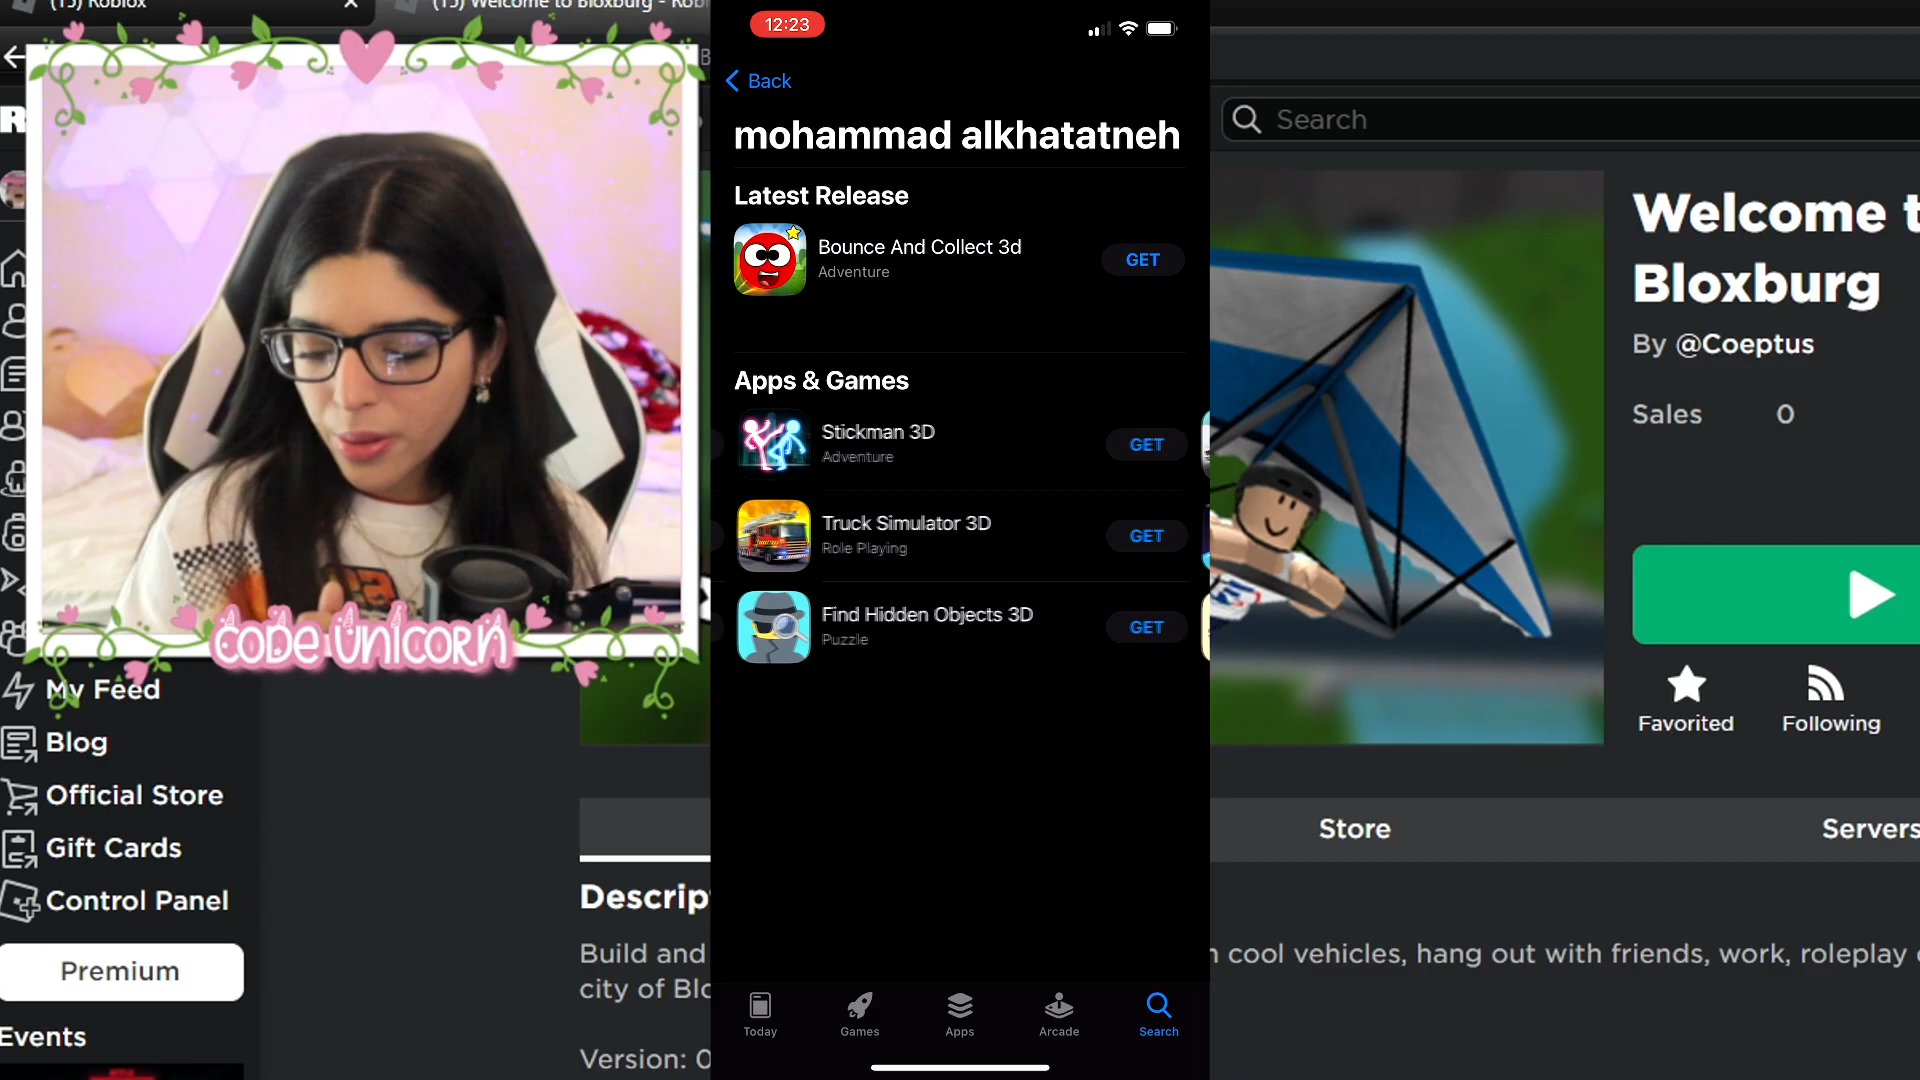 (15) Roblox
(15) Welcome to Bloxburg - Rob
12:23
Back
mohammad alkhatatneh
Latest Release
Bounce And Collect 3d
Adventure
GET
Apps & Games
Stickman 3D
Adventure
GET
Truck Simulator 3D
Role Playing
GET
Find Hidden Objects 3D
Puzzle
GET
Today
Games
Apps
Arcade
Search
CODE UNICORN
My Feed
Blog
Official Store
Gift Cards
Control Panel
Premium
Events
Search
Welcome t
Bloxburg
By @Coeptus
Sales 0
Favorited
Following
Store
Servers
Descrip
Build and
n cool vehicles, hang out with friends, work, roleplay
city of Blo
Version: 0